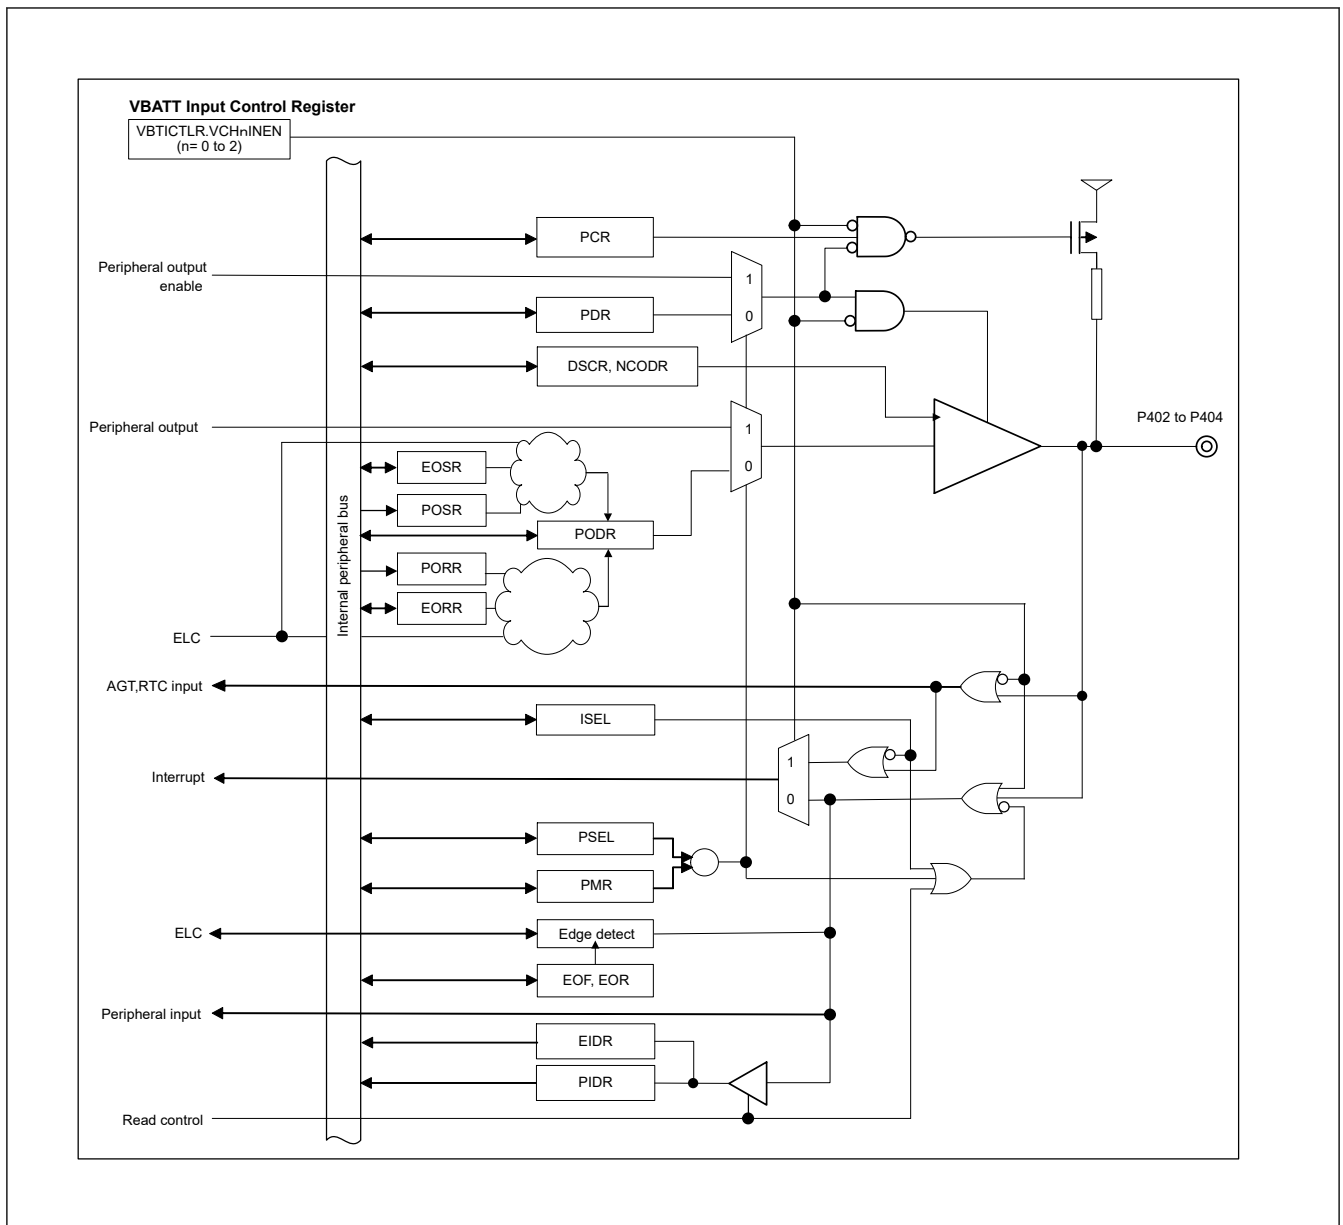 VBATT Input Control Register
VBTICTLR.VCHnINEN
(n= 0 to 2)
PCR
Peripheral output
enable
1
0
PDR
DSCR, NCODR
P402 to P404
Peripheral output
1
0
EOSR
POSR
PODR
Internal peripheral bus
PORR
EORR
ELC
AGT,RTC input
ISEL
1
Interrupt
0
PSEL
PMR
ELC
Edge detect
EOF, EOR
Peripheral input
EIDR
PIDR
Read control